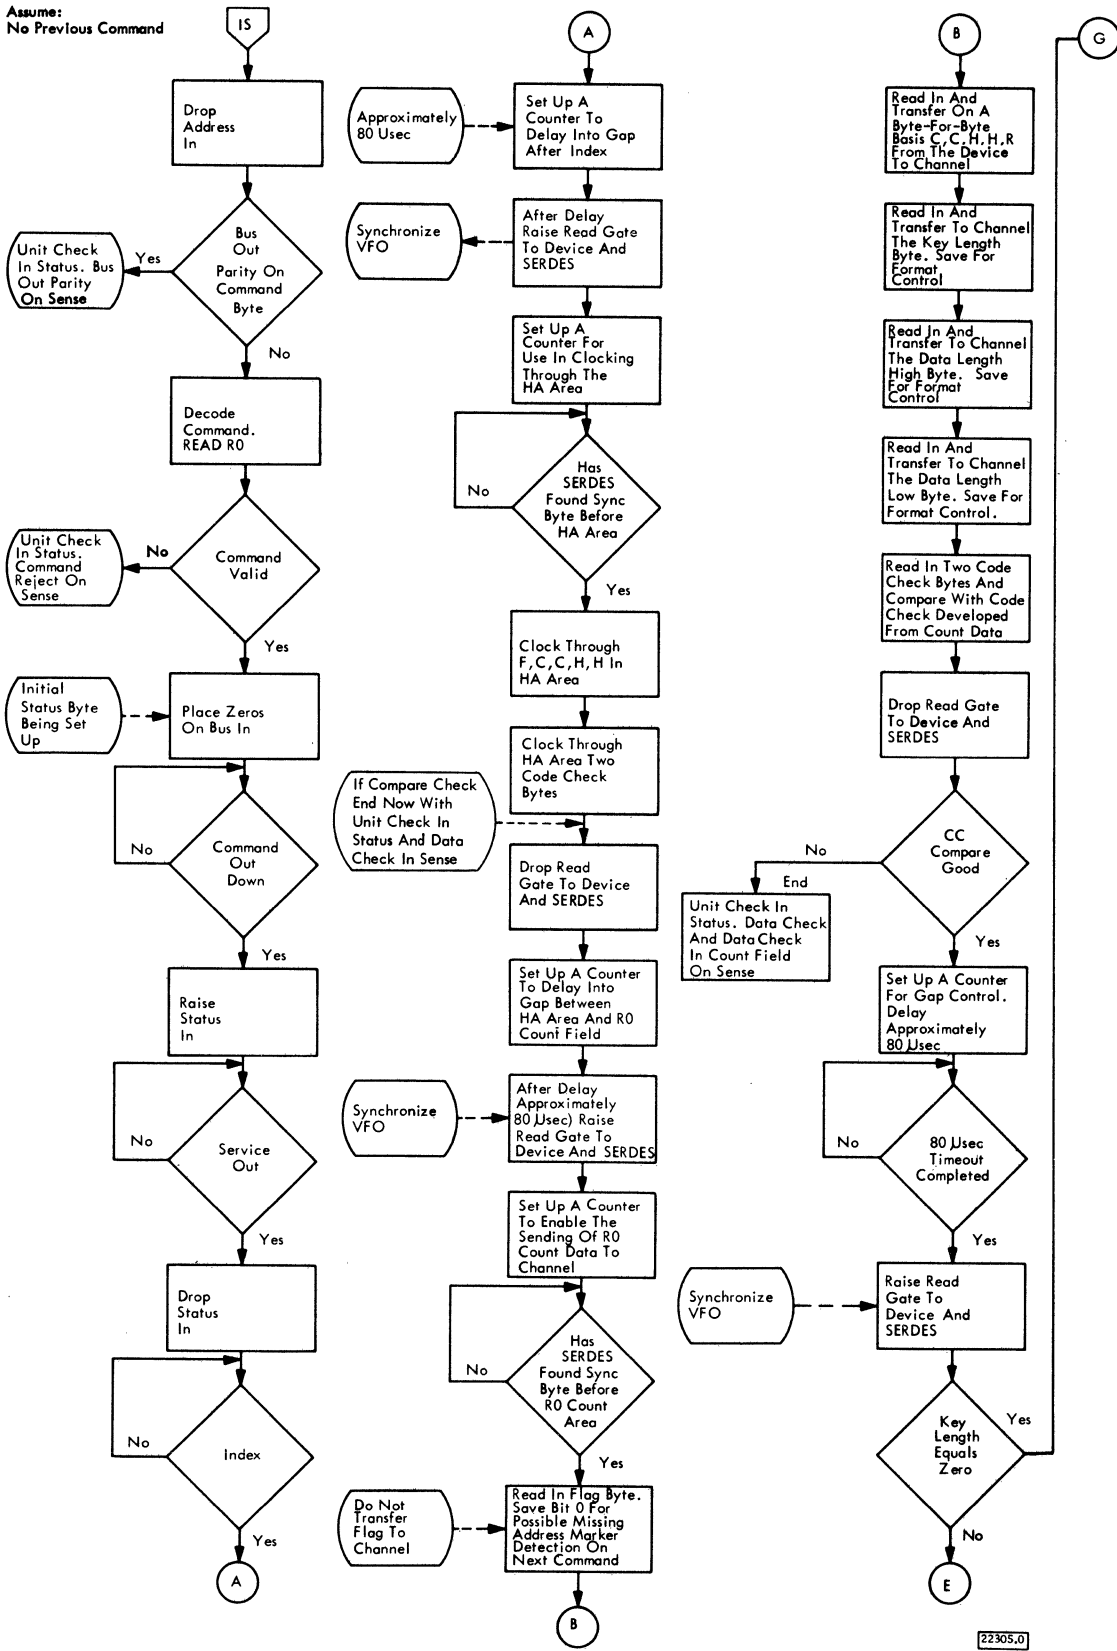 Assume:
No Previous Command
IS
Drop
Address
In
Bus
Out
Parity On
Command
Byte
Yes
Unit Check
In Status. Bus
Out Parity
On Sense
No
Decode
Command.
READ R0
Command
Valid
No
Unit Check
In Status.
Command
Reject On
Sense
Yes
Initial
Status Byte
Being Set
Up
Place Zeros
On Bus In
Command
Out
Down
No
Yes
Raise
Status
In
Service
Out
No
Yes
Drop
Status
In
Index
No
Yes
A
A
Approximately
80 Usec
Set Up A
Counter To
Delay Into Gap
After Index
Synchronize
VFO
After Delay
Raise Read Gate
To Device And
SERDES
Set Up A
Counter For
Use In Clocking
Through The
HA Area
Has
SERDES
Found Sync
Byte Before
HA Area
No
Yes
Clock Through
F,C,C,H,H In
HA Area
Clock Through
HA Area Two
Code Check
Bytes
If Compare Check
End Now With
Unit Check In
Status And Data
Check In Sense
Drop Read
Gate To Device
And SERDES
Set Up A Counter
To Delay Into
Gap Between
HA Area And R0
Count Field
Synchronize
VFO
After Delay
Approximately
80 µsec) Raise
Read Gate To
Device And SERDES
Set Up A Counter
To Enable The
Sending Of R0
Count Data To
Channel
Has
SERDES
Found Sync
Byte Before
R0 Count
Area
No
Yes
Do Not
Transfer
Flag To
Channel
Read In Flag Byte.
Save Bit 0 For
Possible Missing
Address Marker
Detection On
Next Command
B
B
G
Read In And
Transfer On A
Byte-For-Byte
Basis C,C,H,H,R
From The Device
To Channel
Read In And
Transfer To Channel
The Key Length
Byte. Save For
Format
Control
Read In And
Transfer To Channel
The Data Length
High Byte. Save
For Format
Control
Read In And
Transfer To Channel
The Data Length
Low Byte. Save For
Format Control.
Read In Two Code
Check Bytes And
Compare With Code
Check Developed
From Count Data
Drop Read Gate
To Device And
SERDES
CC
Compare
Good
No
End
Unit Check In
Status. Data Check
And Data Check
In Count Field
On Sense
Yes
Set Up A Counter
For Gap Control.
Delay
Approximately
80 µsec
80 µsec
Timeout
Completed
No
Yes
Synchronize
VFO
Raise Read
Gate To
Device And
SERDES
Key
Length
Equals
Zero
Yes
No
E
22305.0